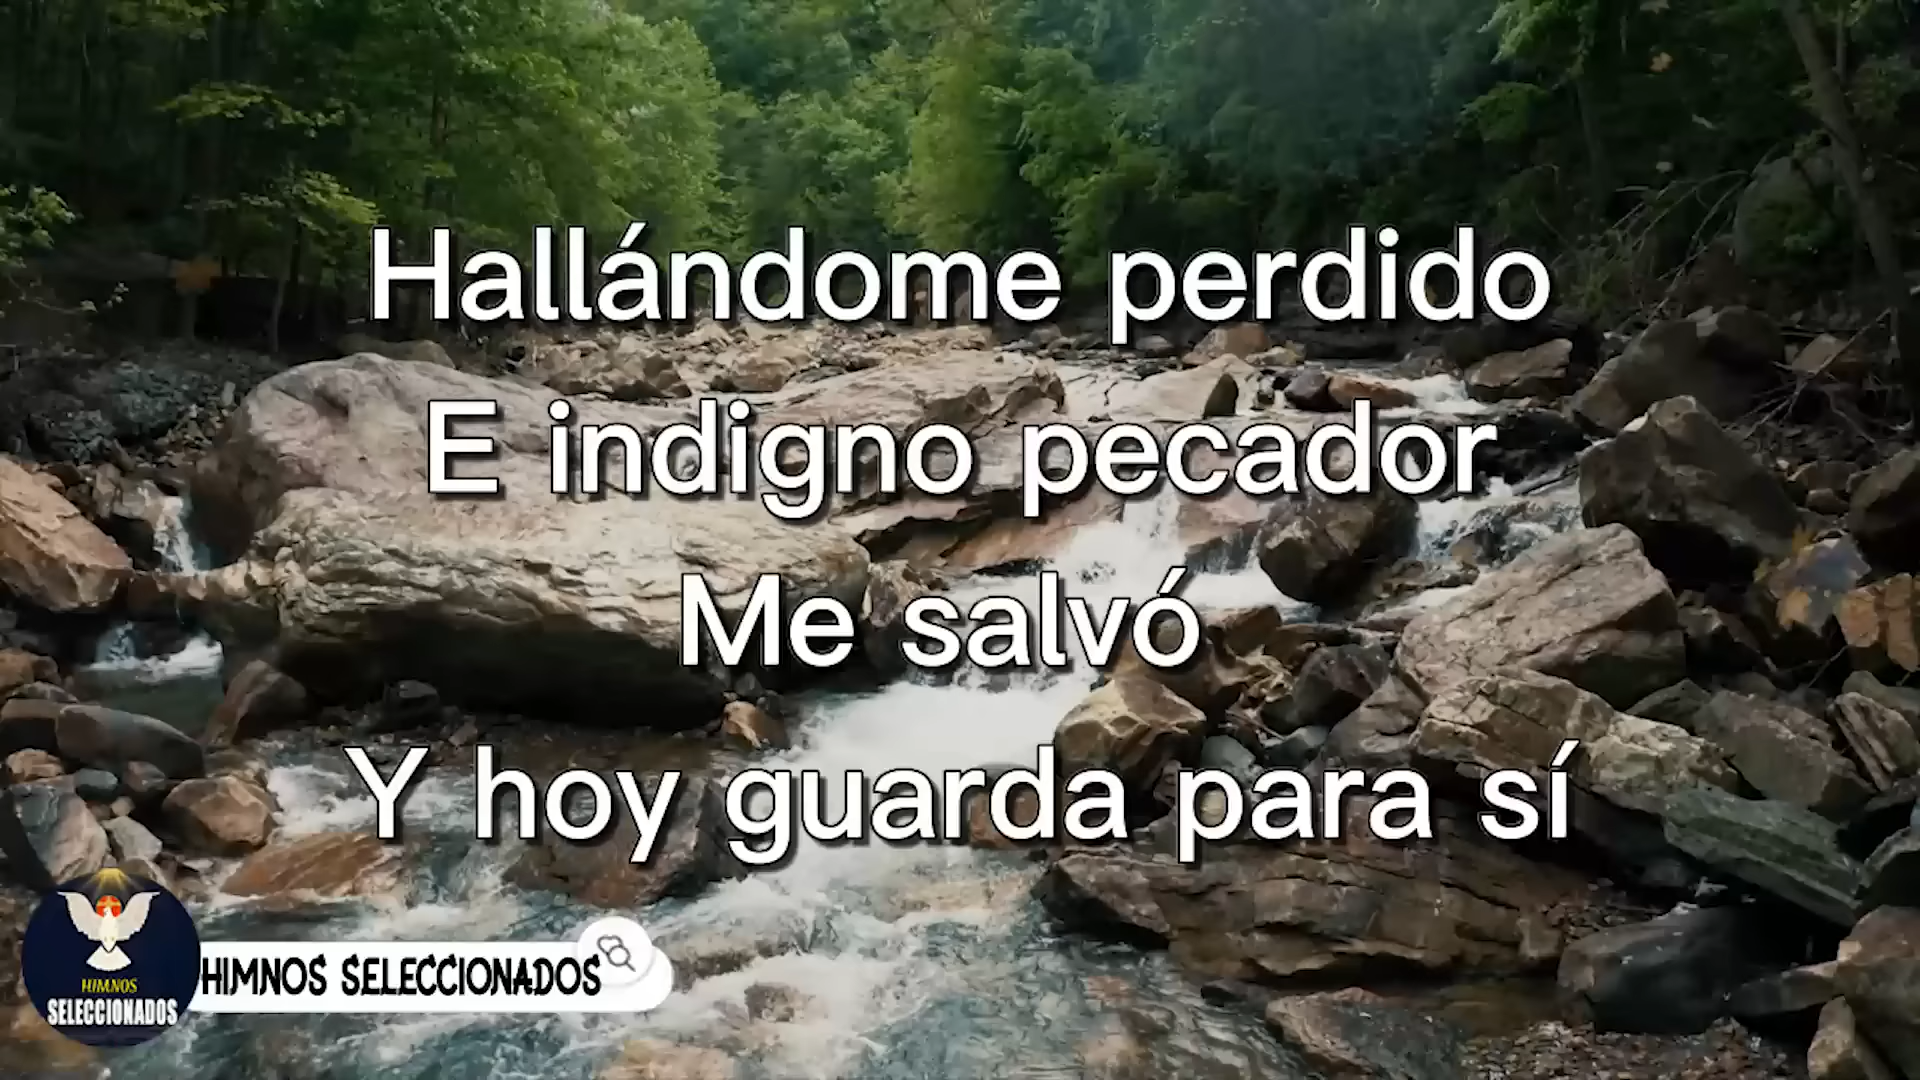 Hallándome perdido
E indigno pecador
Me salvó
Y hoy guarda para sí
HIMNOS SELECCIONADOS
HIMNOS
SELECCIONADOS